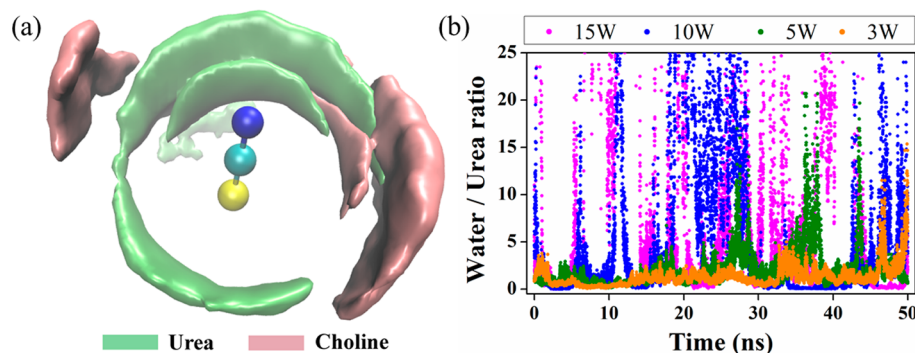 (a)
Urea
Choline
(b)
15W 10W 5W 3W
Water / Urea ratio
25
20
15
10
5
0
0 10 20 30 40 50
Time (ns)